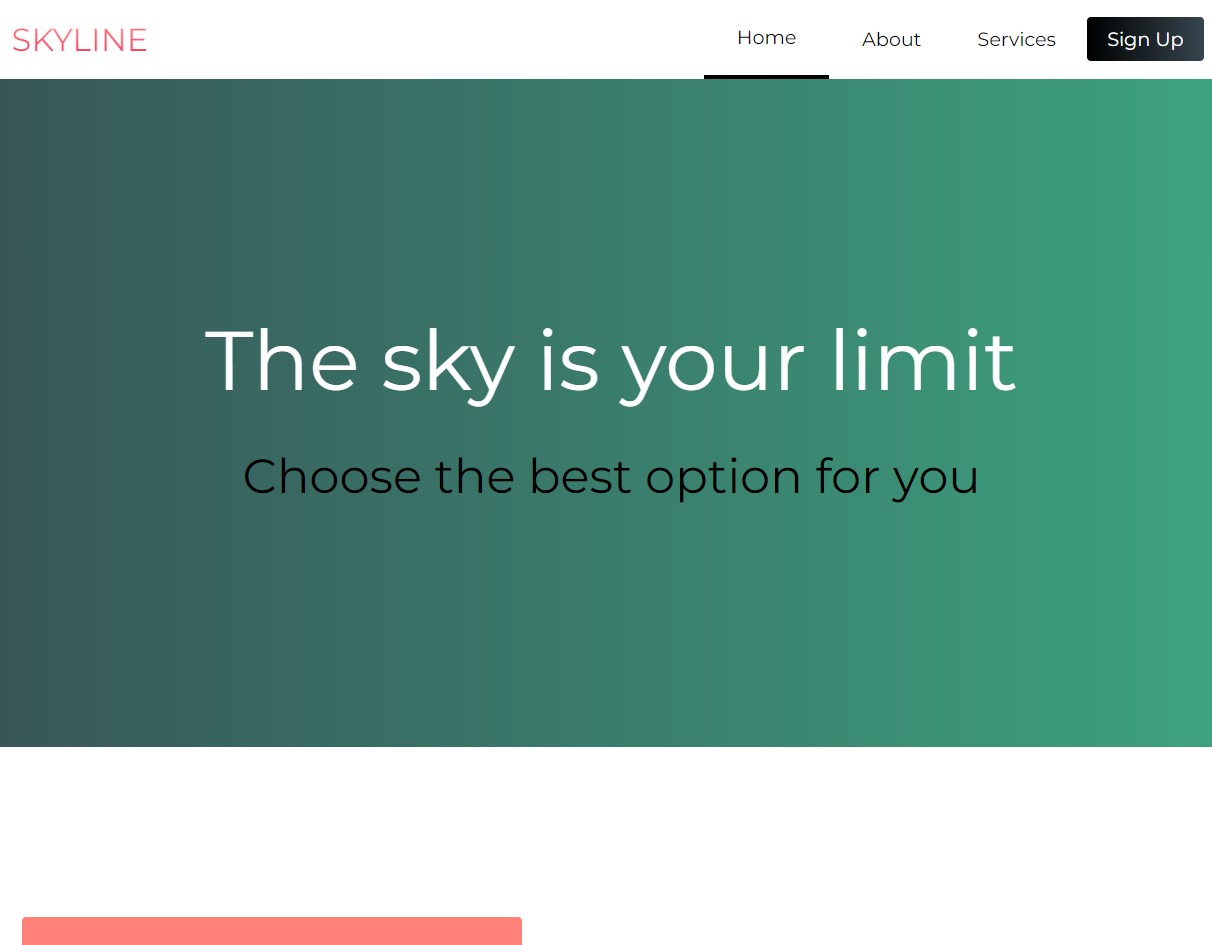 SKYLINE
Home
About
Services
Sign Up
The sky is your limit
Choose the best option for you